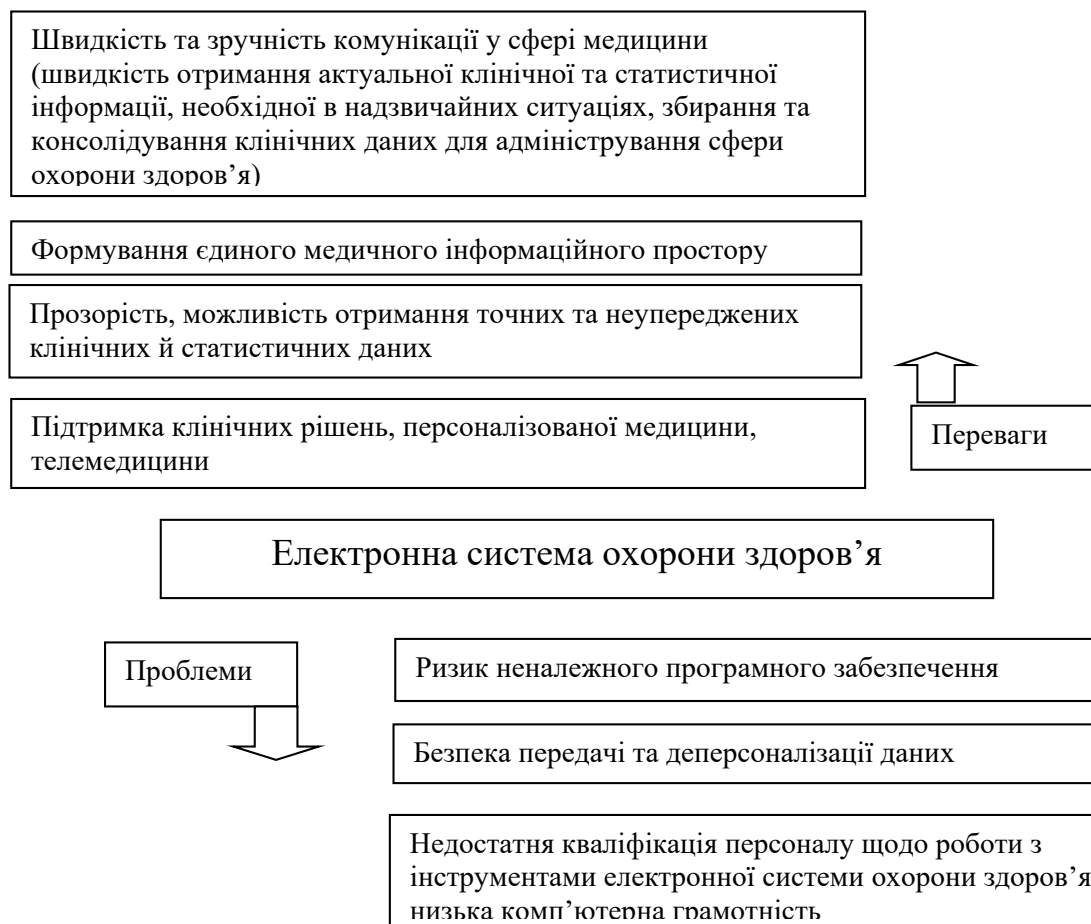 Швидкість та зручність комунікації у сфері медицини
(швидкість отримання актуальної клінічної та статистичної
інформації, необхідної в надзвичайних ситуаціях, збирання та
консолідування клінічних даних для адміністрування сфери
охорони здоров’я)
Формування єдиного медичного інформаційного простору
Прозорість, можливість отримання точних та неупереджених
клінічних й статистичних даних
Підтримка клінічних рішень, персоналізованої медицини,
телемедицини
Переваги
Електронна система охорони здоров’я
Проблеми
Ризик неналежного програмного забезпечення
Безпека передачі та деперсоналізації даних
Недостатня кваліфікація персоналу щодо роботи з
інструментами електронної системи охорони здоров’я
низька комп’ютерна грамотність